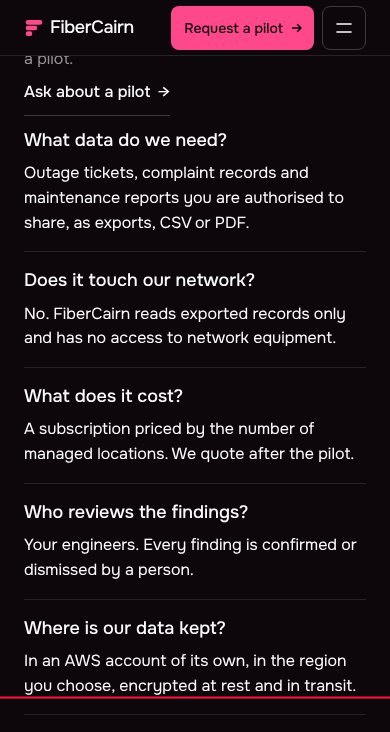 FiberCairn
Request a pilot →
a pilot.
Ask about a pilot →
What data do we need?
Outage tickets, complaint records and
maintenance reports you are authorised to
share, as exports, CSV or PDF.
Does it touch our network?
No. FiberCairn reads exported records only
and has no access to network equipment.
What does it cost?
A subscription priced by the number of
managed locations. We quote after the pilot.
Who reviews the findings?
Your engineers. Every finding is confirmed or
dismissed by a person.
Where is our data kept?
In an AWS account of its own, in the region
you choose, encrypted at rest and in transit.